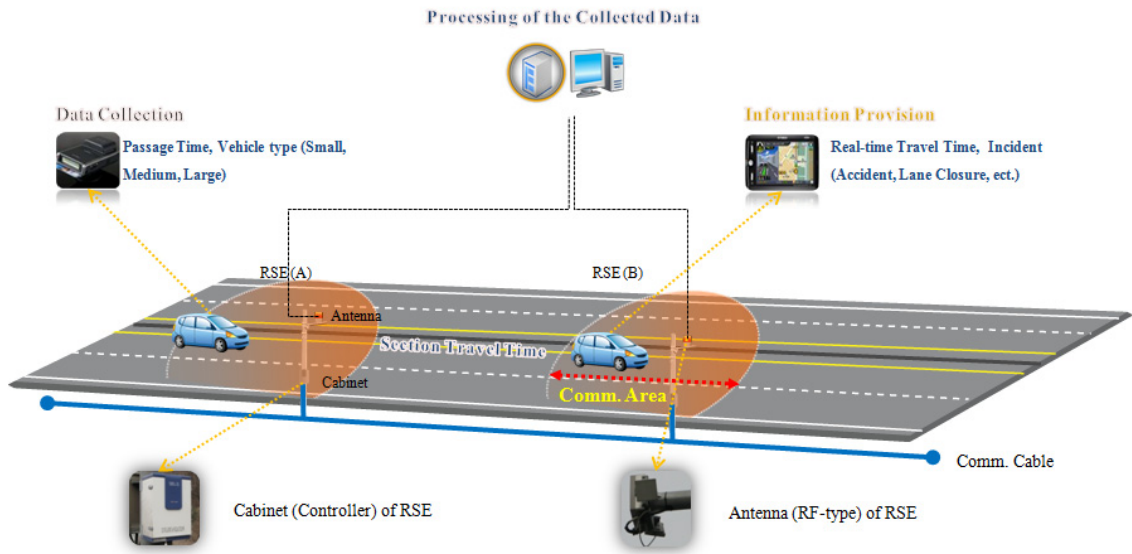 Processing of the Collected Data
Data Collection
Passage Time, Vehicle type (Small,
Medium, Large)
Information Provision
Real-time Travel Time, Incident
(Accident, Lane Closure, ect.)
RSE(A)
RSE(B)
Antenna
Section Travel Time
Cabinet
Comm. Area
Comm. Cable
Cabinet (Controller) of RSE
Antenna (RF-type) of RSE